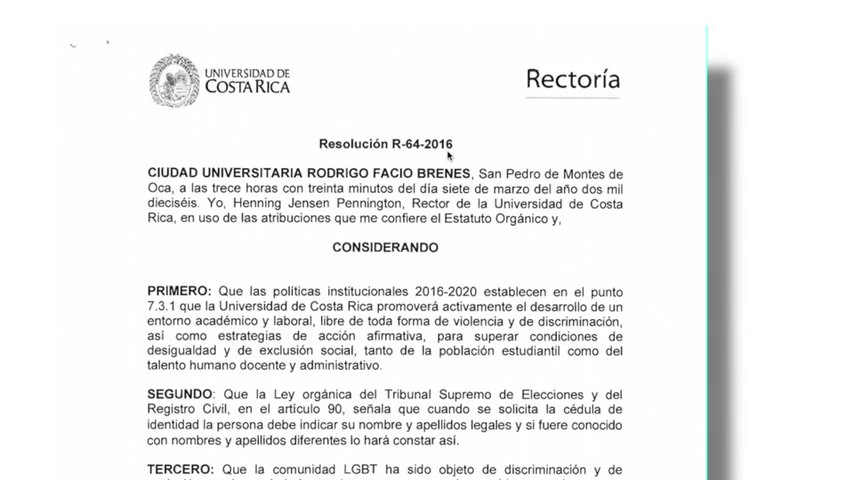 UNIVERSIDAD DE
COSTA RICA
Rectoría
Resolución R-64-2016
CIUDAD UNIVERSITARIA RODRIGO FACIO BRENES, San Pedro de Montes de
Oca, a las trece horas con treinta minutos del día siete de marzo del año dos mil
dieciséis. Yo, Henning Jensen Pennington, Rector de la Universidad de Costa
Rica, en uso de las atribuciones que me confiere el Estatuto Orgánico y,
CONSIDERANDO
PRIMERO: Que las políticas institucionales 2016-2020 establecen en el punto
7.3.1 que la Universidad de Costa Rica promoverá activamente el desarrollo de un
entorno académico y laboral, libre de toda forma de violencia y de discriminación,
así como estrategias de acción afirmativa, para superar condiciones de
desigualdad y de exclusión social, tanto de la población estudiantil como del
talento humano docente y administrativo.
SEGUNDO: Que la Ley orgánica del Tribunal Supremo de Elecciones y del
Registro Civil, en el artículo 90, señala que cuando se solicita la cédula de
identidad la persona debe indicar su nombre y apellidos legales y si fuere conocido
con nombres y apellidos diferentes lo hará constar así.
TERCERO: Que la comunidad LGBT ha sido objeto de discriminación y de